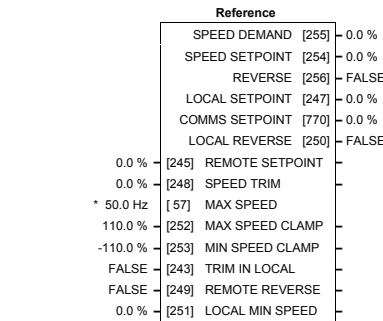 Reference
SPEED DEMAND [255] 0.0 %
SPEED SETPOINT [254] 0.0 %
REVERSE [256] FALSE
LOCAL SETPOINT [247] 0.0 %
COMMS SETPOINT [770] 0.0 %
LOCAL REVERSE [250] FALSE
0.0 % [245] REMOTE SETPOINT
0.0 % [248] SPEED TRIM
* 50.0 Hz [ 57] MAX SPEED
110.0 % [252] MAX SPEED CLAMP
-110.0 % [253] MIN SPEED CLAMP
FALSE [243] TRIM IN LOCAL
FALSE [249] REMOTE REVERSE
0.0 % [251] LOCAL MIN SPEED